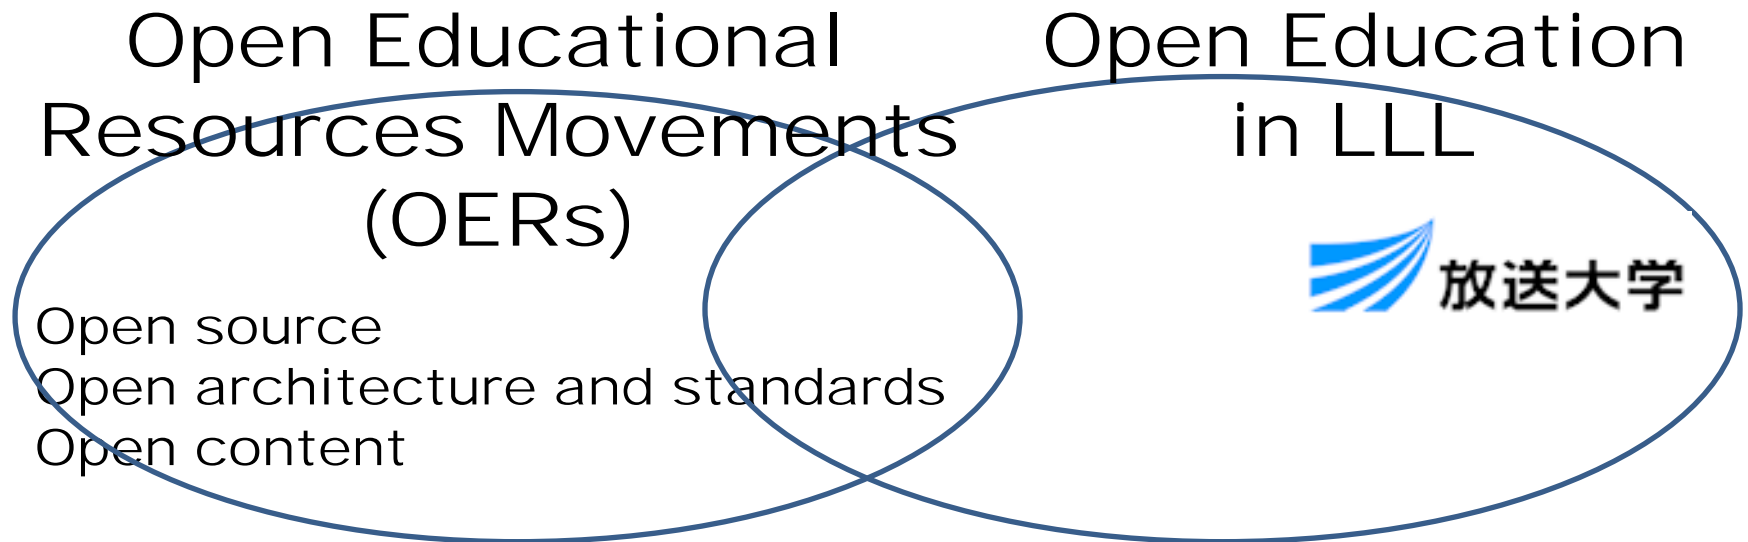 Open Educational
Resources Movements
(OERs)
Open source
Open architecture and standards
Open content
Open Education
in LLL
放送大学